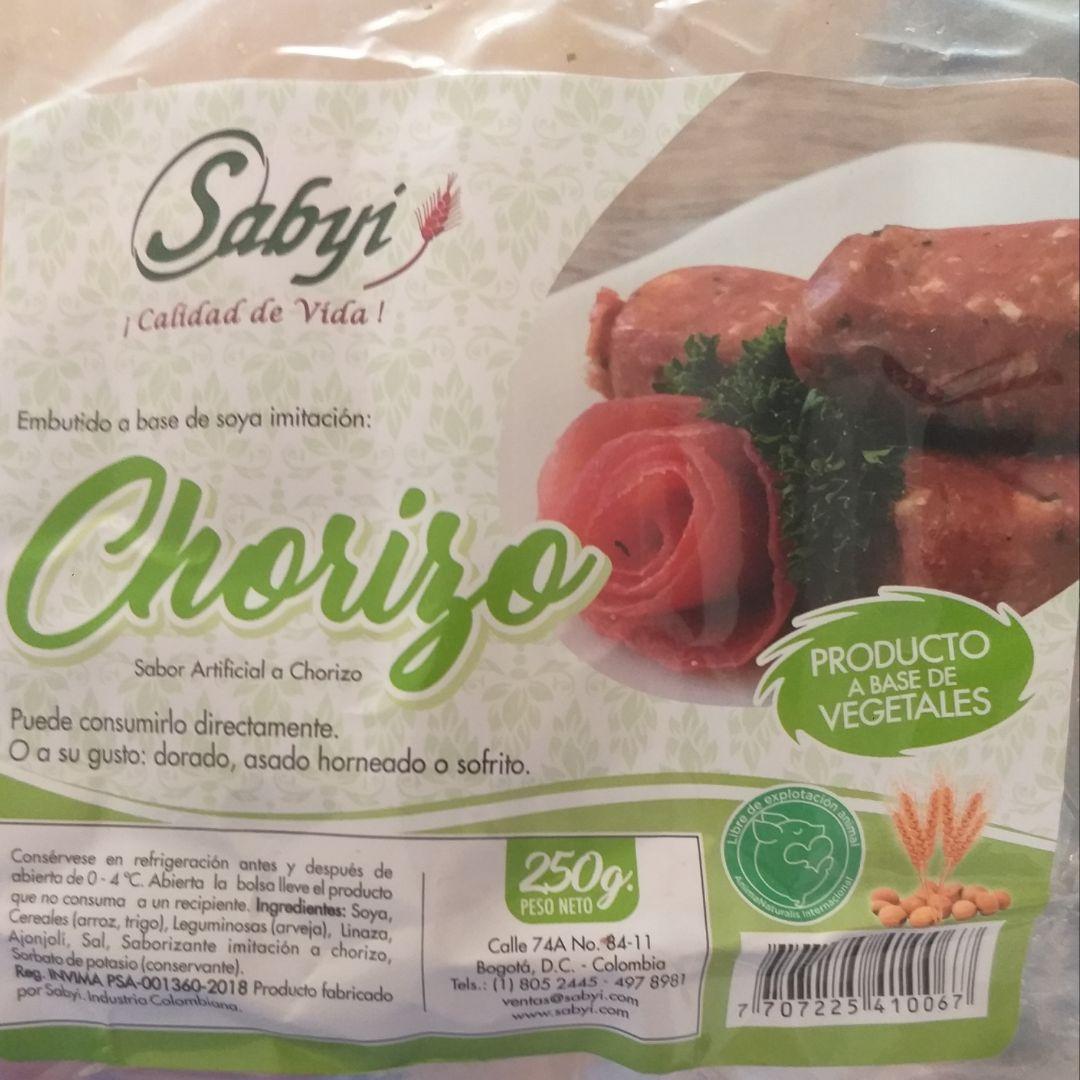 Sabyi
¡Calidad de Vida!
Embutido a base de soya imitación:
Chorizo
Sabor Artificial a Chorizo
Puede consumirlo directamente.
O a su gusto: dorado, asado horneado o sofrito.
PRODUCTO
A BASE DE
VEGETALES
Libre de explotación animal
AnimaNaturalis Internacional
Consérvese en refrigeración antes y después de
abierta de 0 - 4 °C. Abierta la bolsa lleve el producto
que no consuma a un recipiente. Ingredientes: Soya,
Cereales (arroz, trigo), Leguminosas (arveja), Linaza,
Ajonjolí, Sal, Saborizante imitación a chorizo,
Sorbato de potasio (conservante).
Reg. INVIMA PSA-001360-2018 Producto fabricado
por Sabyi. Industria Colombiana.
250g.
PESO NETO
Calle 74A No. 84-11
Bogotá, D.C. - Colombia
Tels.: (1) 805 2445 - 497 8981
ventas@sabyi.com
www.sabyi.com
7 707225 410067